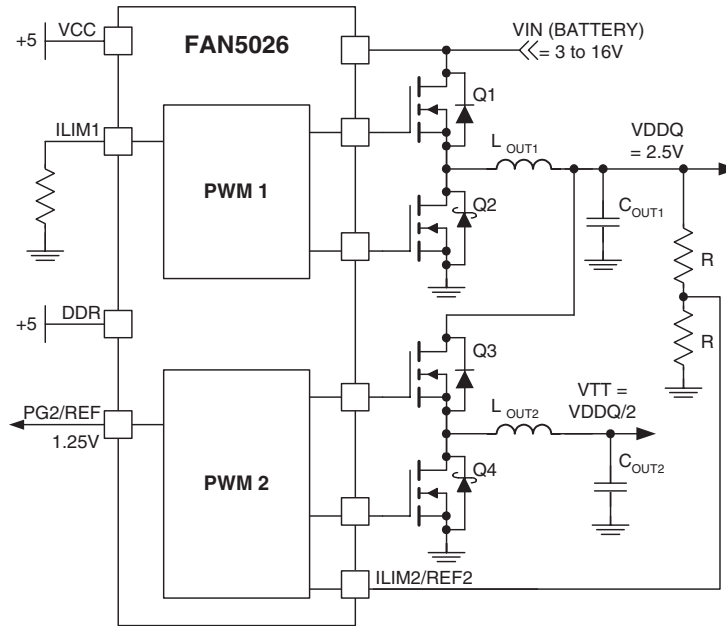 VCC
+5
FAN5026
VIN (BATTERY)
= 3 to 16V
Q1
ILIM1
PWM 1
L OUT1
VDDQ
= 2.5V
Q2
C OUT1
R
DDR
+5
R
Q3
PG2/REF
1.25V
L OUT2
VTT =
VDDQ/2
PWM 2
Q4
C OUT2
ILIM2/REF2